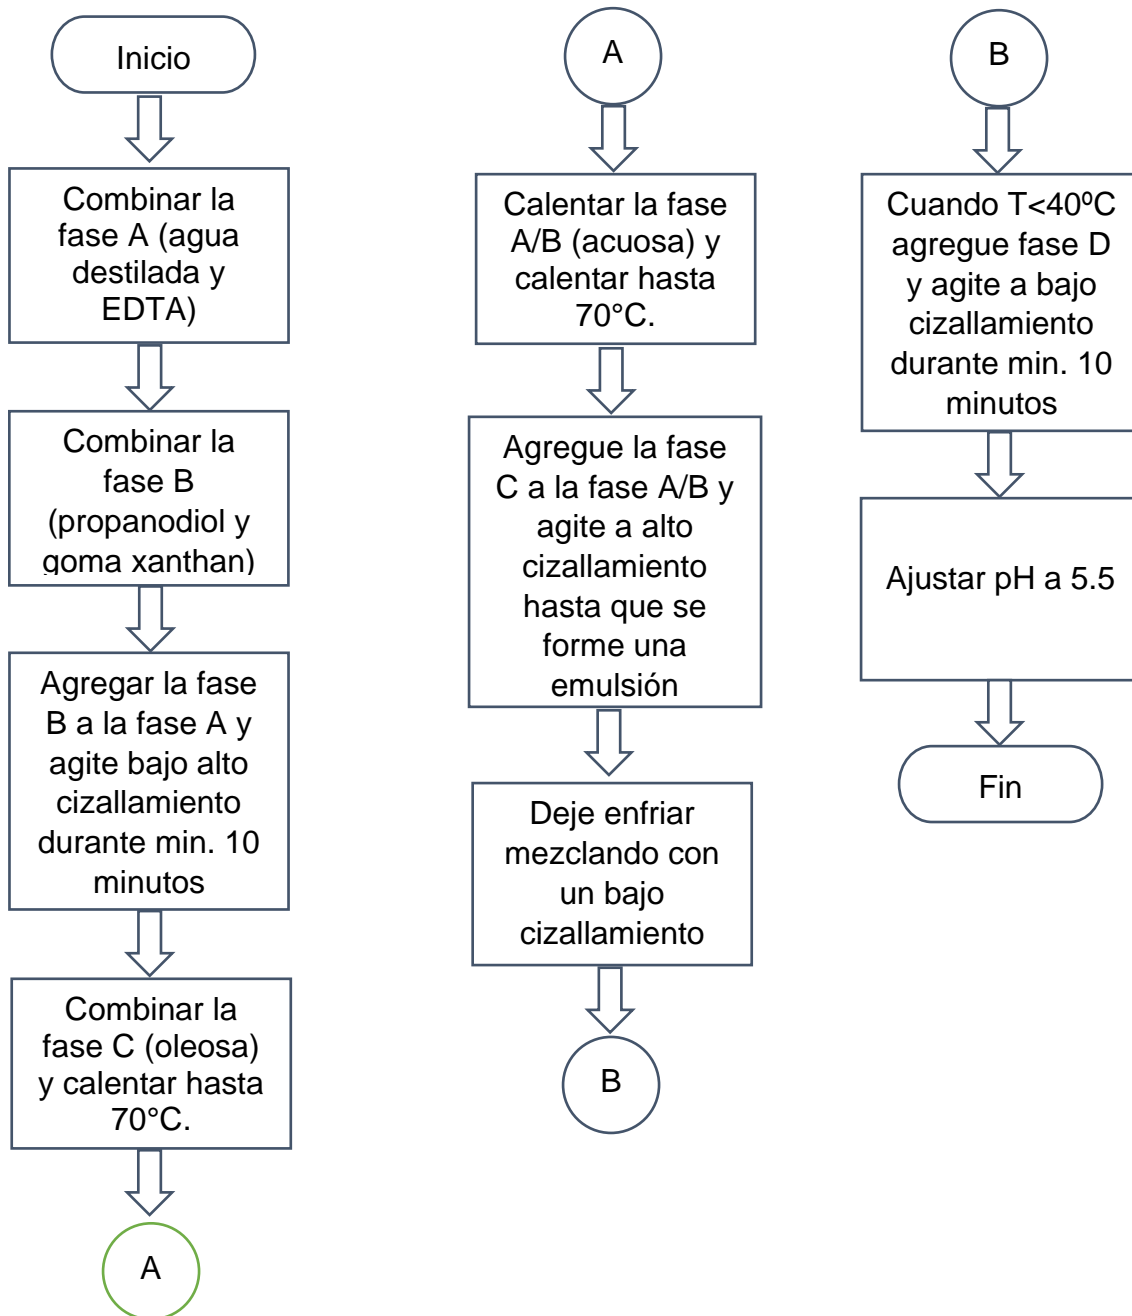 Inicio
Combinar la
fase A (agua
destilada y
EDTA)
Combinar la
fase B
(propanodiol y
goma xanthan)
Agregar la fase
B a la fase A y
agite bajo alto
cizallamiento
durante min. 10
minutos
Combinar la
fase C (oleosa)
y calentar hasta
70°C.
A
A
Calentar la fase
A/B (acuosa) y
calentar hasta
70°C.
Agregue la fase
C a la fase A/B y
agite a alto
cizallamiento
hasta que se
forme una
emulsión
Deje enfriar
mezclando con
un bajo
cizallamiento
B
B
Cuando T<40ºC
agregue fase D
y agite a bajo
cizallamiento
durante min. 10
minutos
Ajustar pH a 5.5
Fin